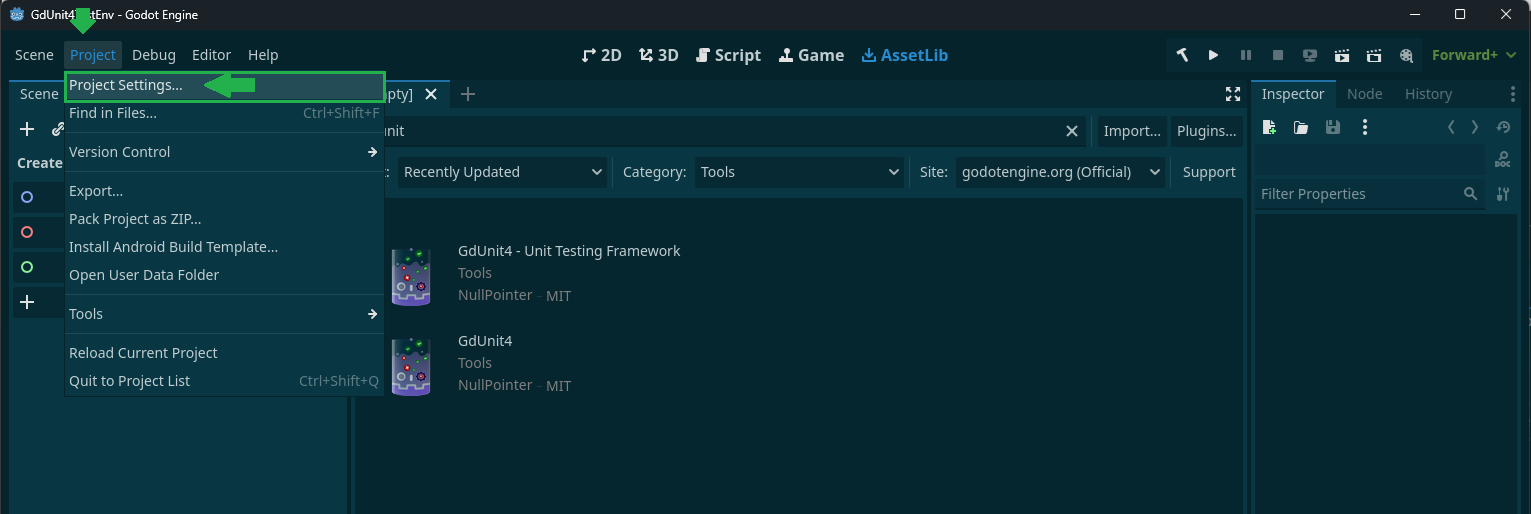 GdUnit4 tEnv - Godot Engine
Scene Project Debug Editor Help 2D 3D Script Game AssetLib Forward+
Scene Project Settings... pty] Inspector Node History
Find in Files... Ctrl+Shift+F unit Import... Plugins...
Create Version Control : Recently Updated Category: Tools Site: godotengine.org (Official) Support DOC
Export... Filter Properties
Pack Project as ZIP...
Install Android Build Template... GdUnit4 - Unit Testing Framework
Open User Data Folder Tools
NullPointer - MIT
Tools
Reload Current Project GdUnit4
Tools
Quit to Project List Ctrl+Shift+Q NullPointer - MIT